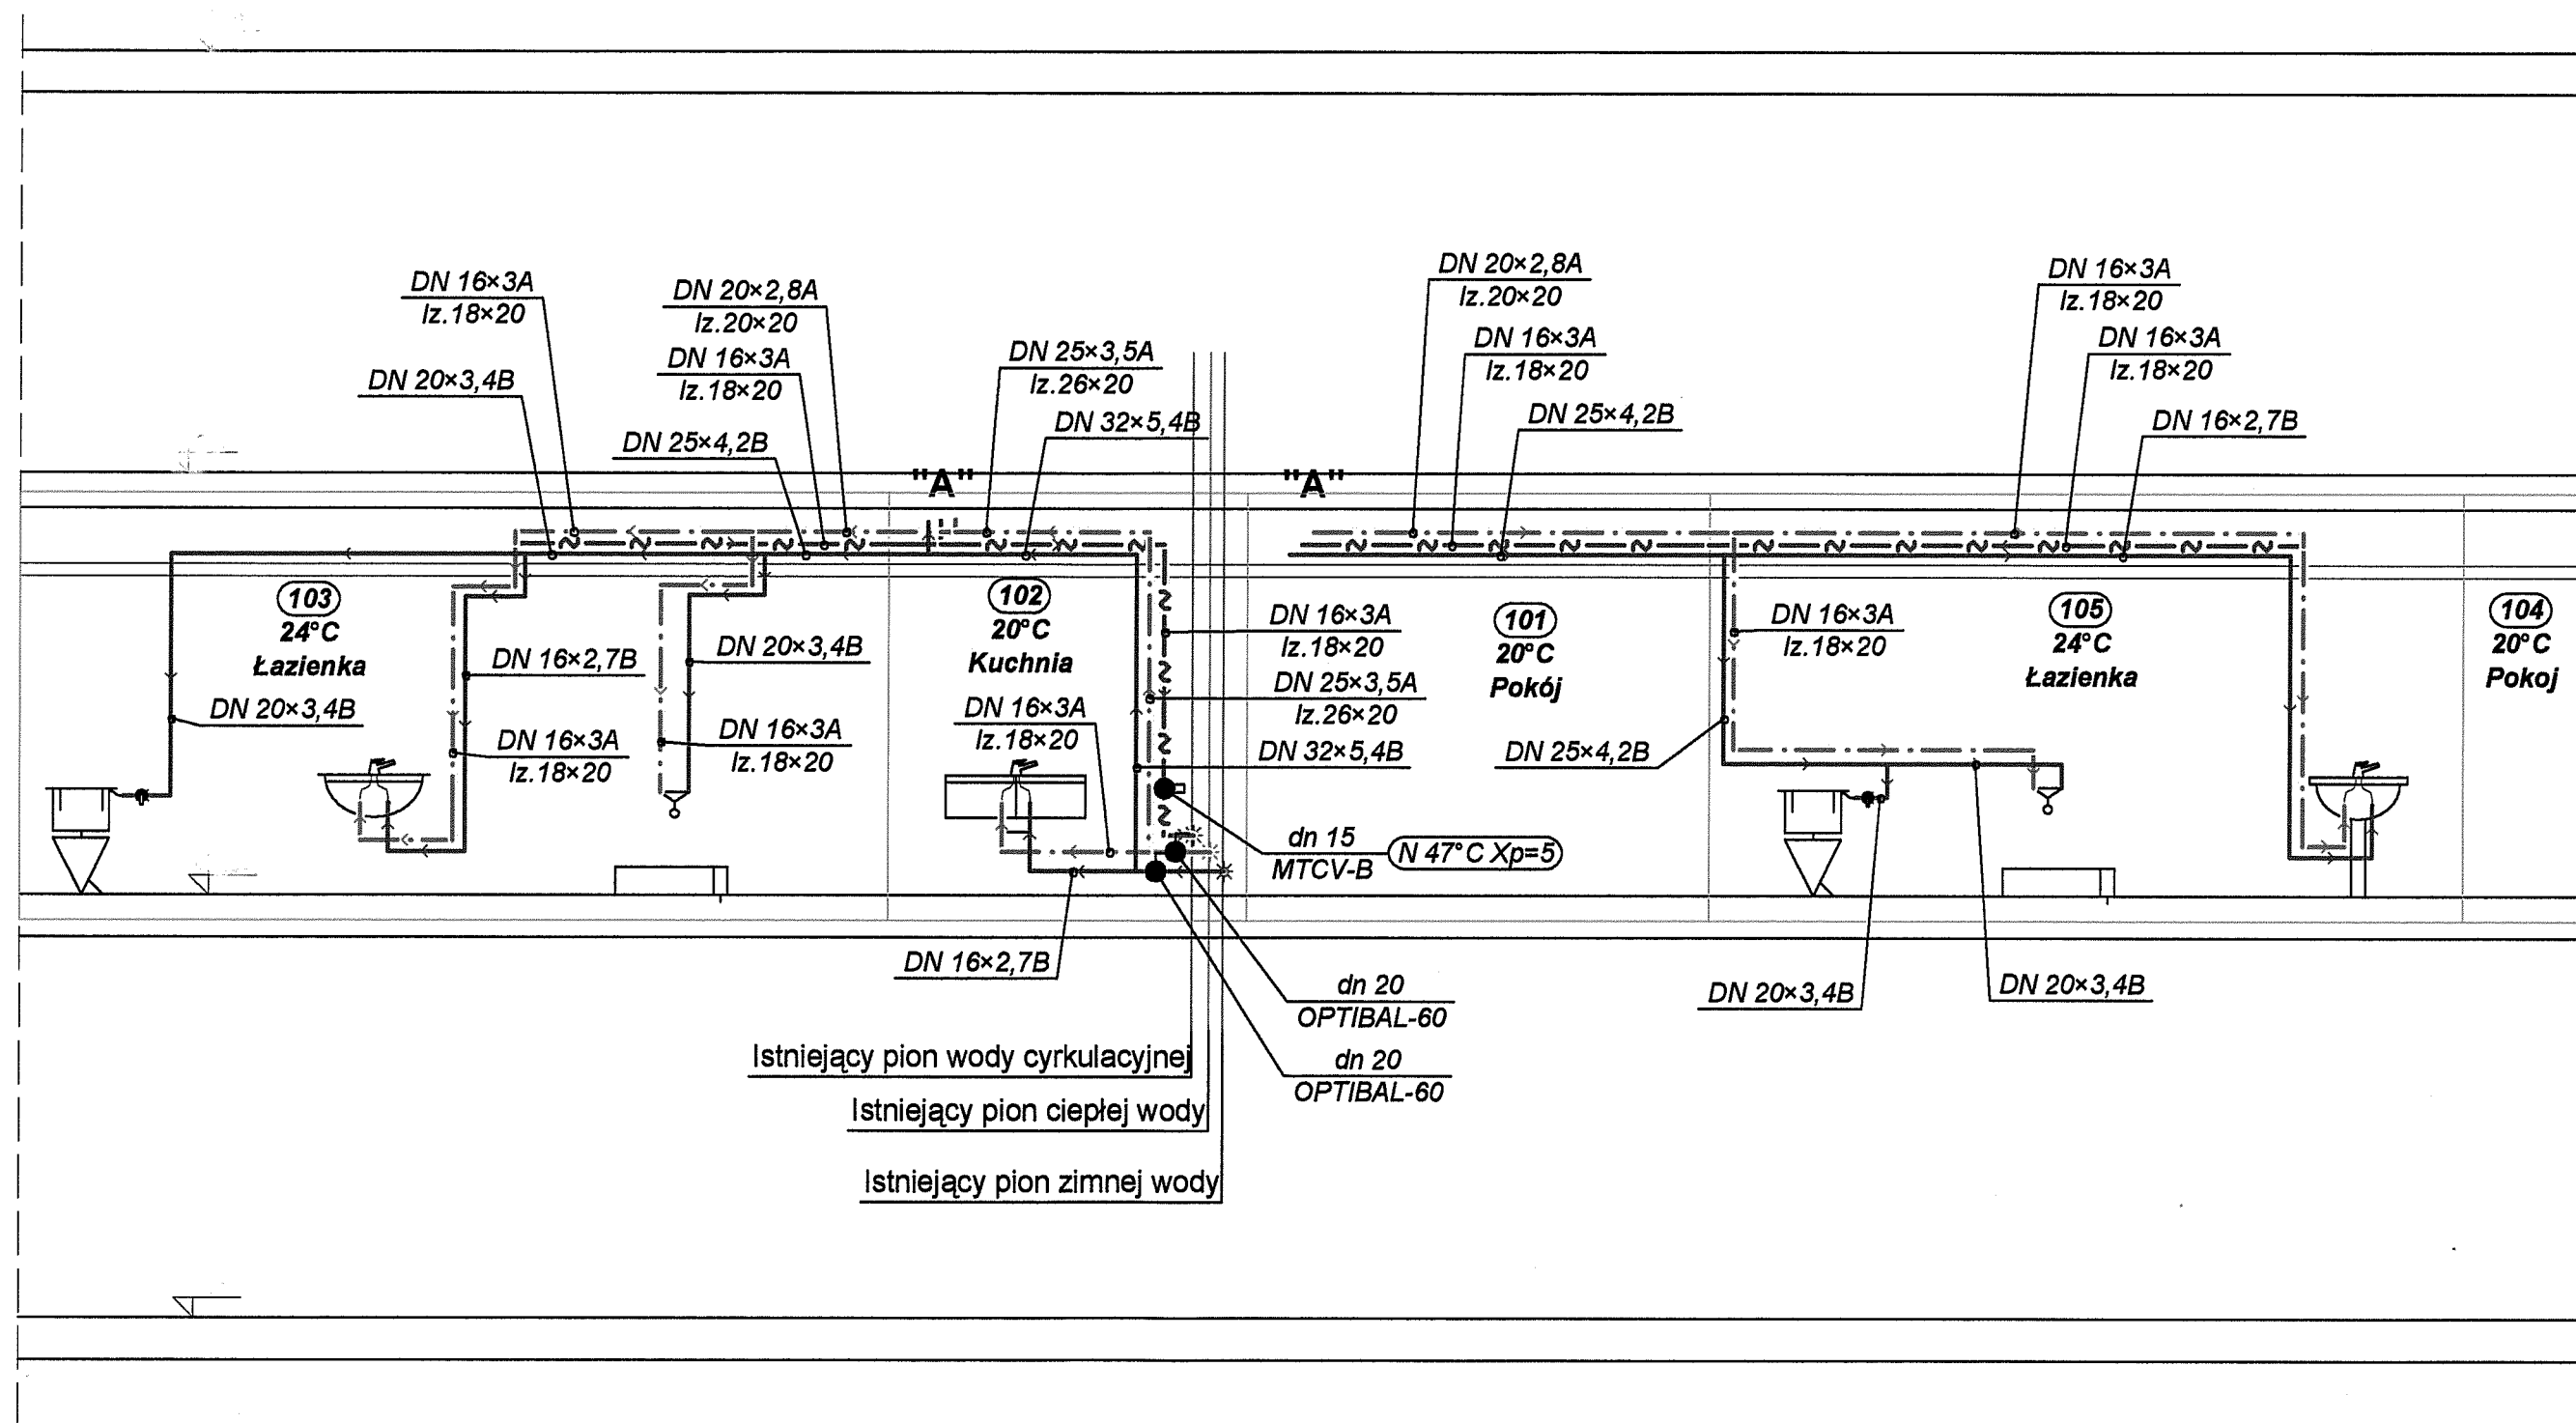 DN 16×3A
Iz.18×20
DN 20×3,4B
DN 20×2,8A
Iz.20×20
DN 16×3A
Iz.18×20
DN 25×4,2B
DN 25×3,5A
Iz.26×20
DN 32×5,4B
DN 20×2,8A
Iz.20×20
DN 16×3A
Iz.18×20
DN 25×4,2B
DN 16×3A
Iz.18×20
DN 16×3A
Iz.18×20
DN 16×2,7B
"A"
"A"
103
24°C
Łazienka
DN 20×3,4B
DN 16×2,7B
DN 16×3A
Iz.18×20
DN 20×3,4B
DN 16×3A
Iz.18×20
102
20°C
Kuchnia
DN 16×3A
Iz.18×20
DN 16×3A
Iz.18×20
DN 25×3,5A
Iz.26×20
DN 32×5,4B
101
20°C
Pokój
DN 25×4,2B
DN 16×3A
Iz.18×20
105
24°C
Łazienka
104
20°C
Pokoj
dn 15
MTCV-B
N 47°C Xp=5
DN 16×2,7B
dn 20
OPTIBAL-60
dn 20
OPTIBAL-60
DN 20×3,4B
DN 20×3,4B
Istniejący pion wody cyrkulacyjnej
Istniejący pion ciepłej wody
Istniejący pion zimnej wody